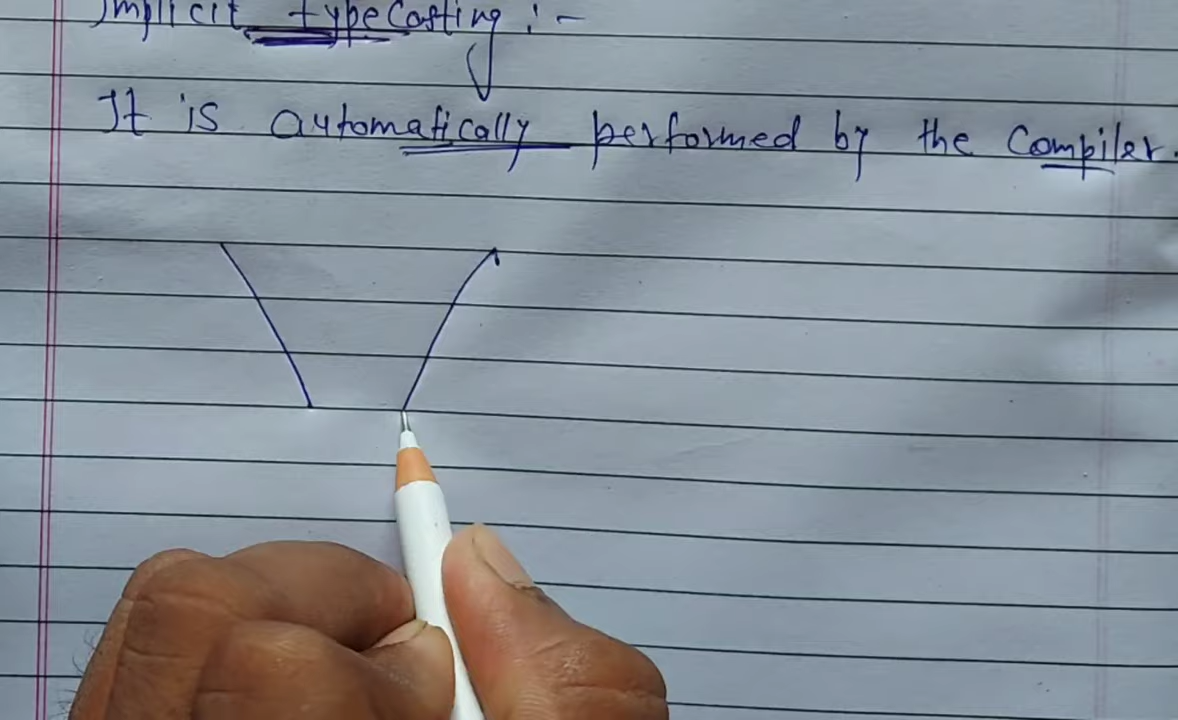 Implicit typecasting :-
It is automatically performed by the Compiler.